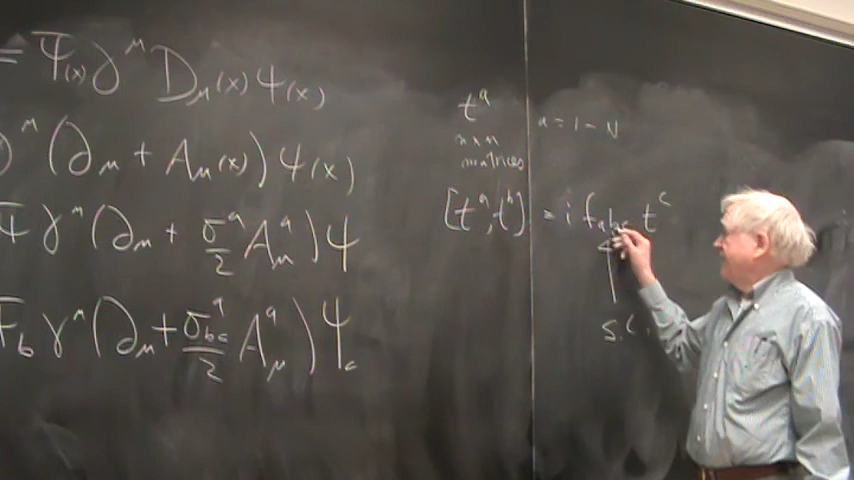 = Ψ̄(x) γ^μ D_μ(x) Ψ(x)
γ^μ (∂_μ + A_μ(x)) Ψ(x)
Ψ̄ γ^μ (∂_μ + σ^a/2 A_μ^a) Ψ
Ψ̄_b γ^μ (∂_μ + σ^a_bc/2 A_μ^a) Ψ_c
t^a a = 1 – N
n × n
matrices
[t^a, t^b] = i f_abc t^c
s.c.